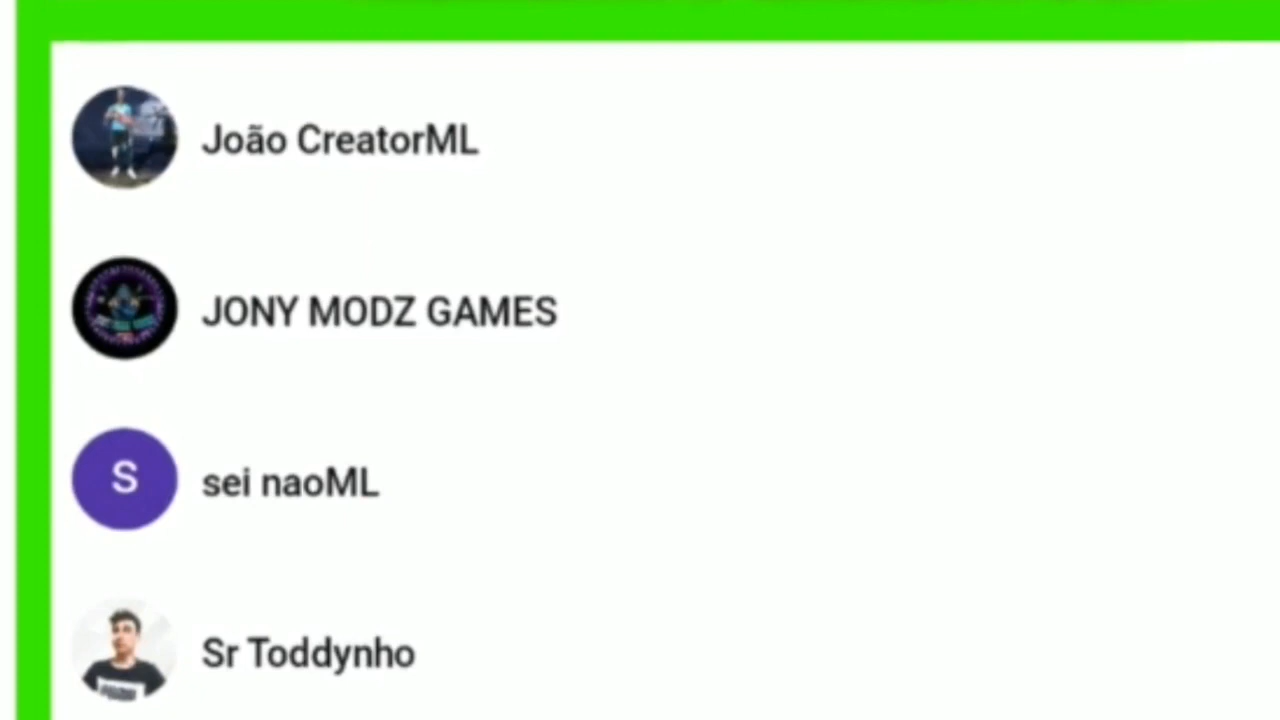 João CreatorML
JONY MODZ GAMES
S
sei naoML
Sr Toddynho